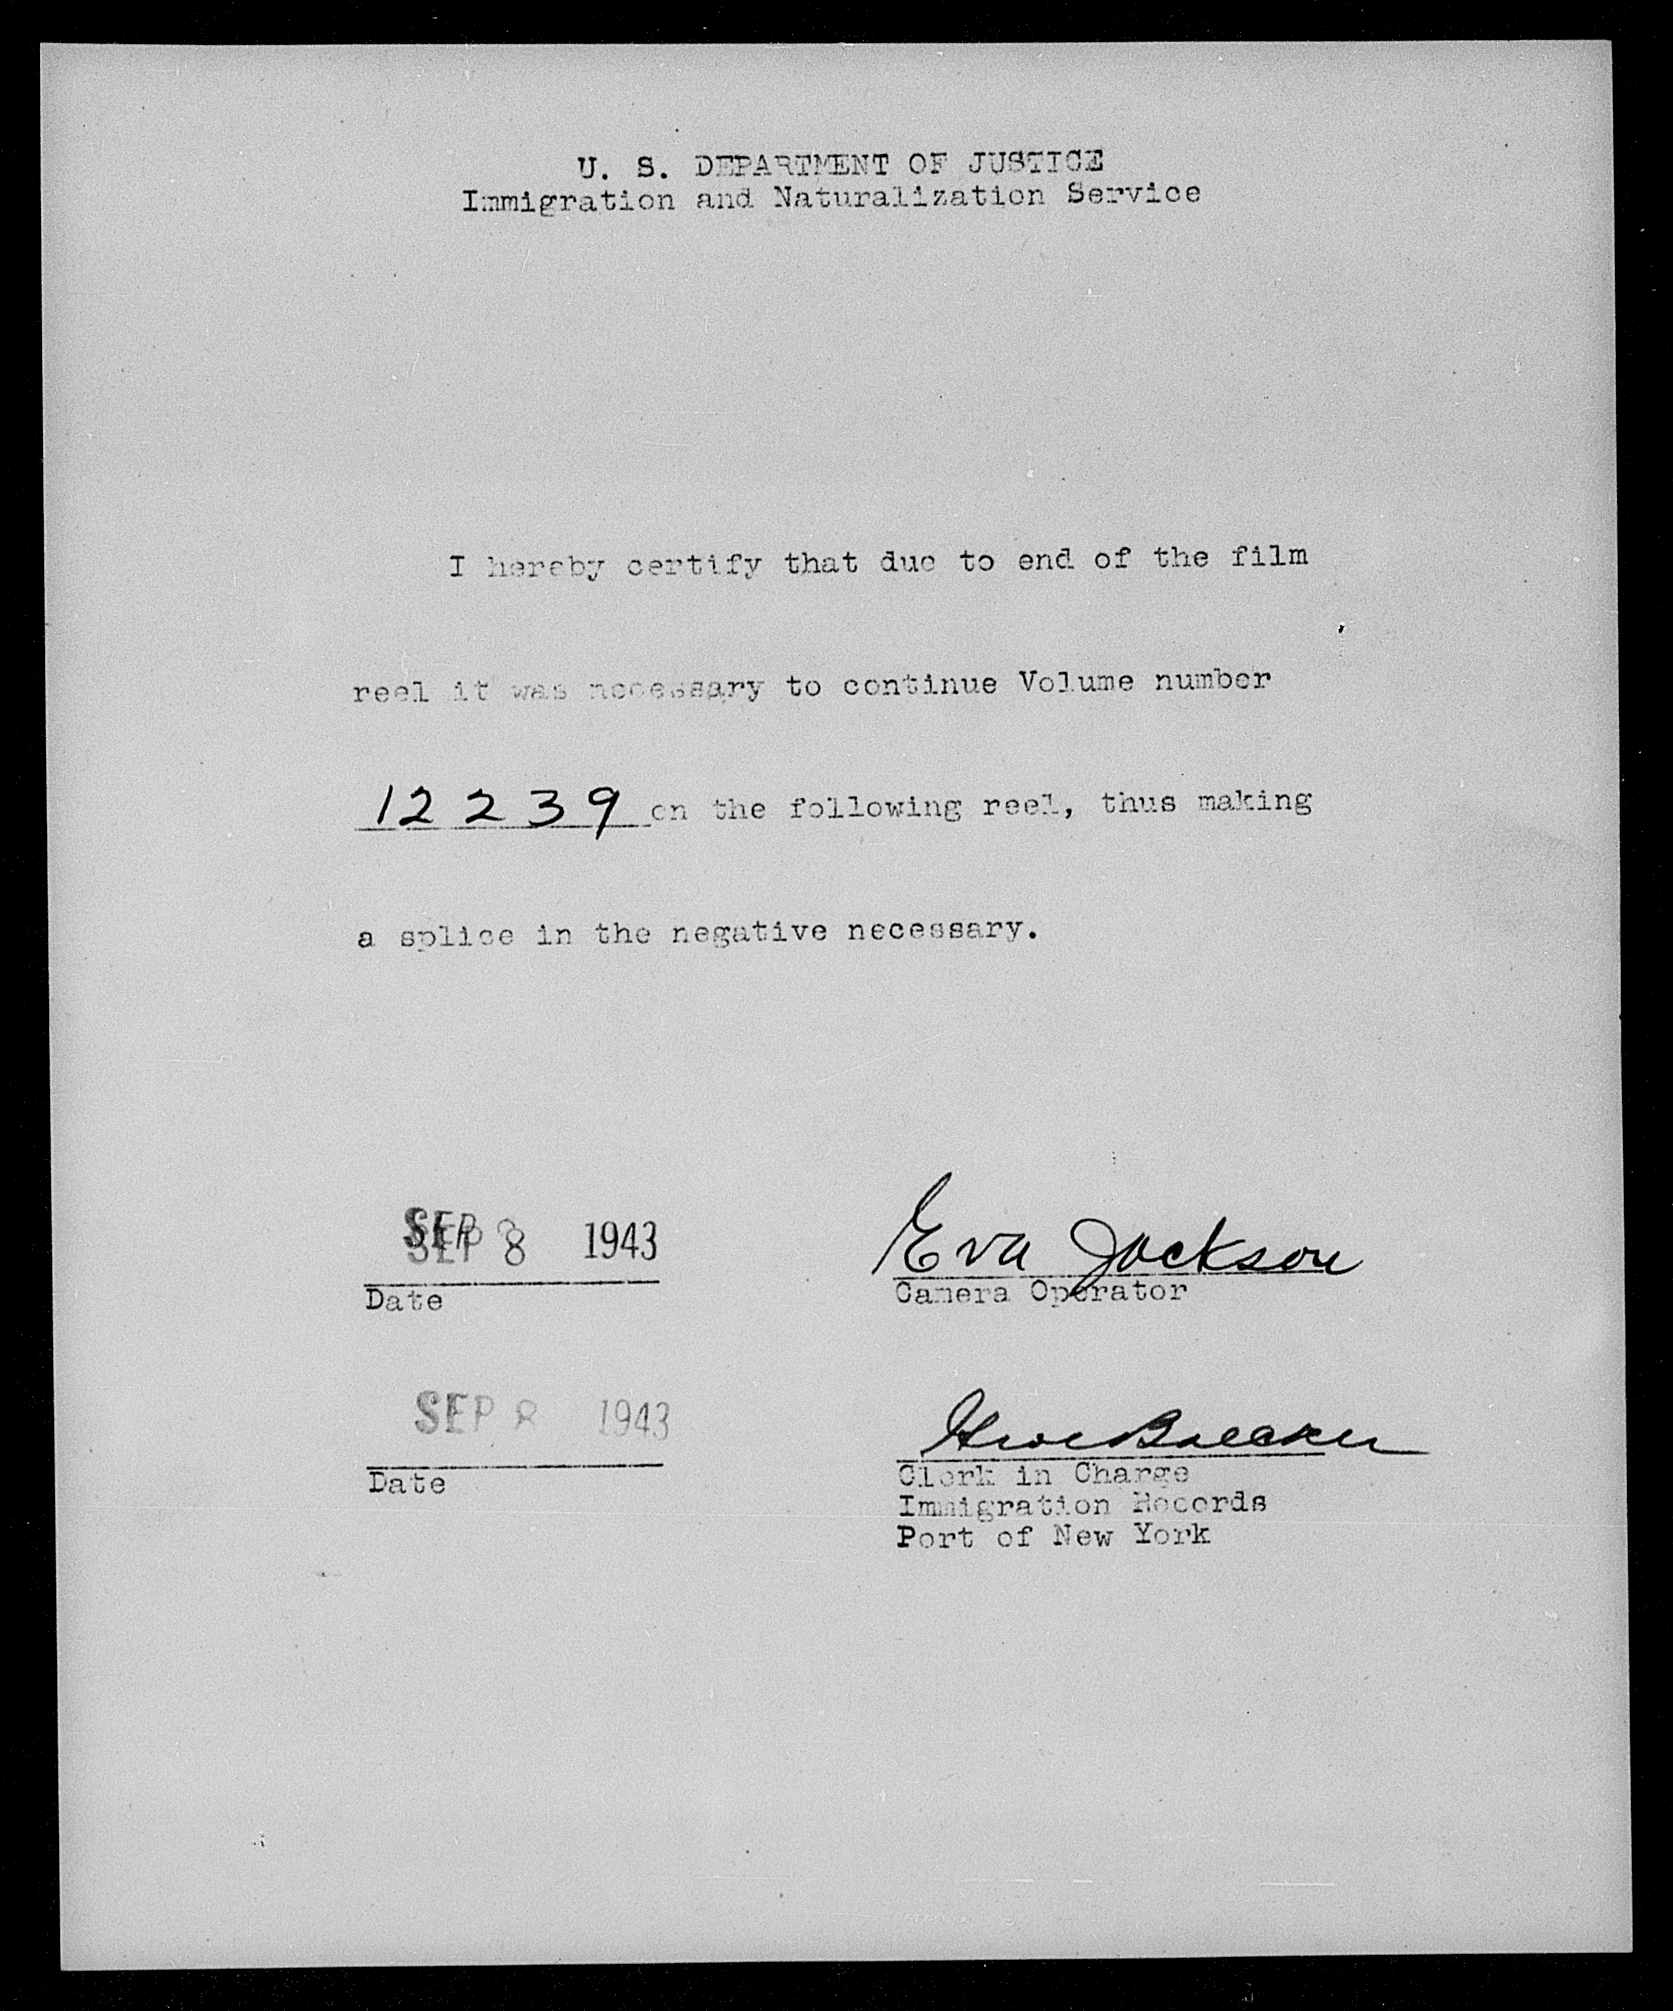 U. S. DEPARTMENT OF JUSTICE
Immigration and Naturalization Service
I hereby certify that due to end of the film
reel it was necessary to continue Volume number
12239 on the following reel, thus making
a splice in the negative necessary.
SEP 8 1943
Eva Jackson
Date
Camera Operator
SEP 8 1943
Date
Clerk in Charge
Immigration Records
Port of New York